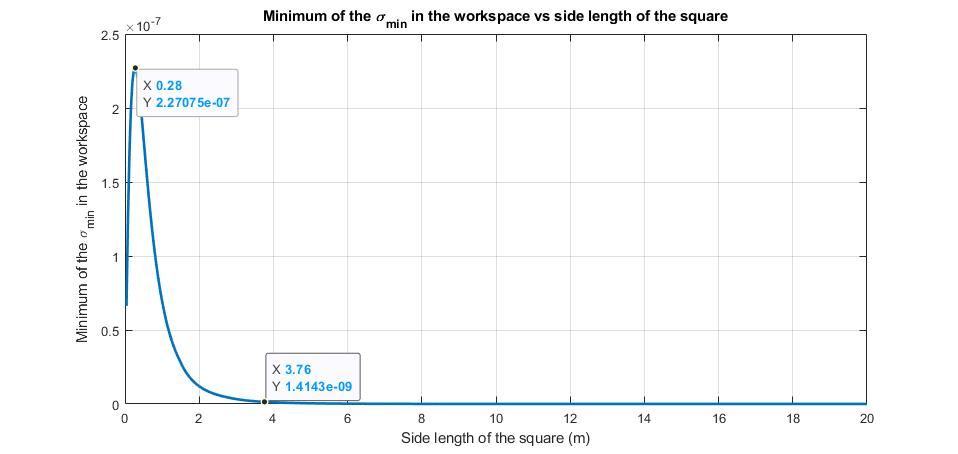 Minimum of the σmin in the workspace vs side length of the square
×10-7
2.5
2
1.5
1
0.5
0
Minimum of the σmin in the workspace
X 0.28
Y 2.27075e-07
X 3.76
Y 1.4143e-09
0 2 4 6 8 10 12 14 16 18 20
Side length of the square (m)